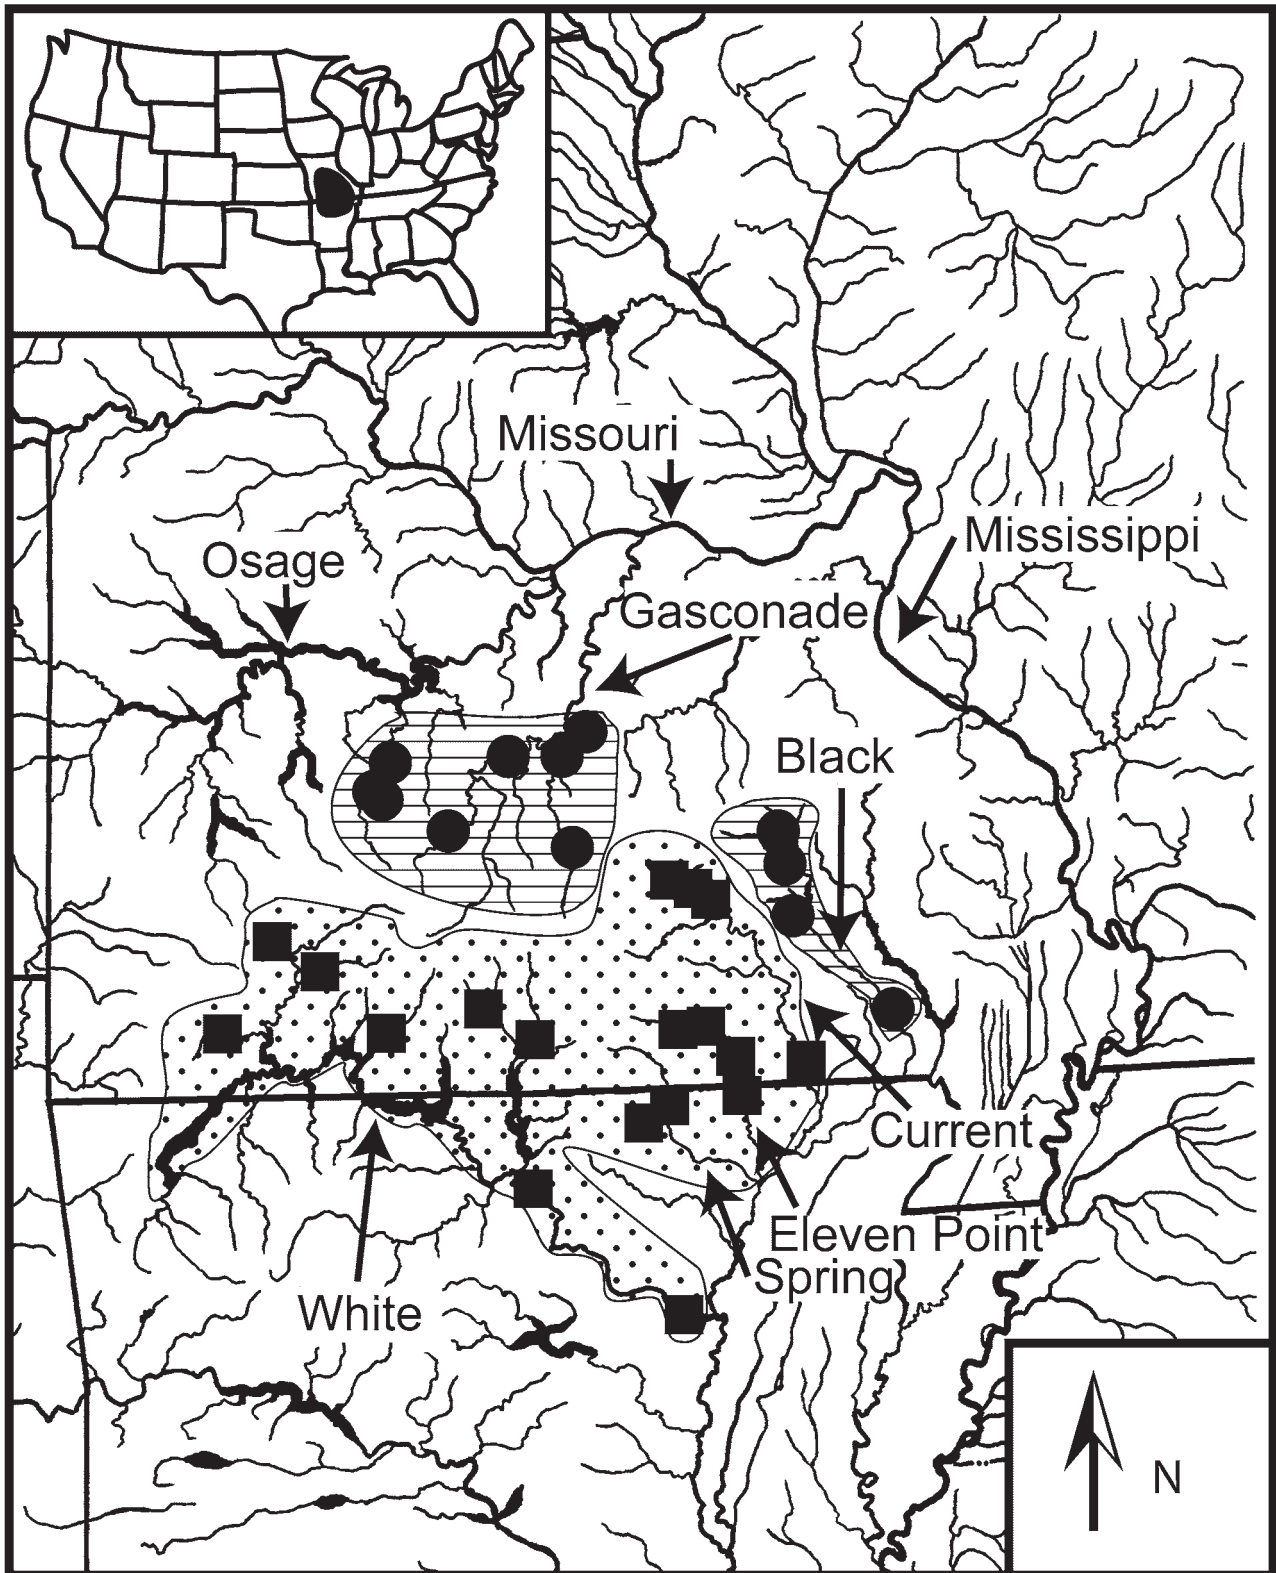 Missouri
Mississippi
Osage
Gasconade
Black
Current
Eleven Point
Spring
White
N